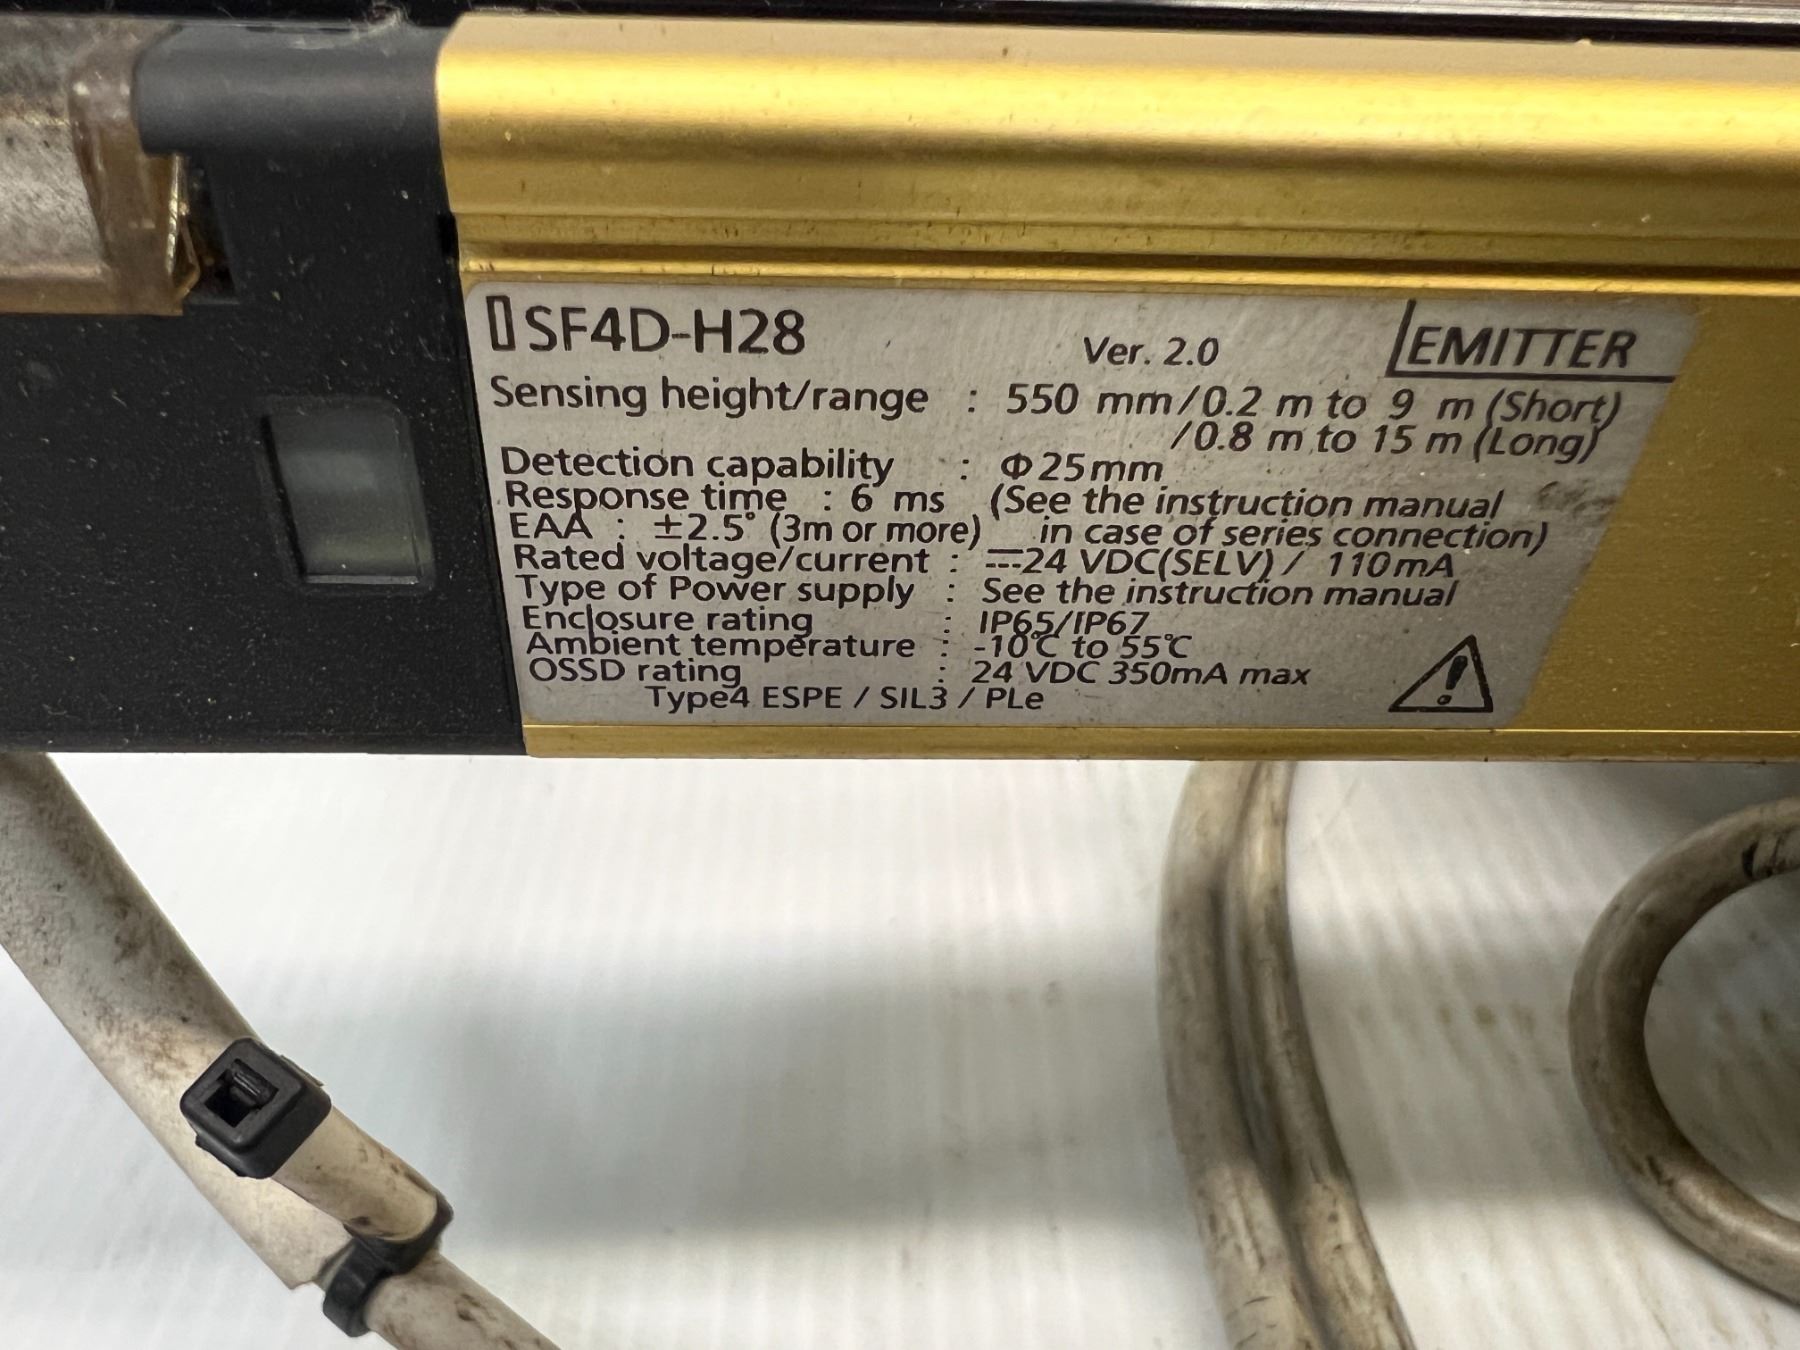 SF4D-H28
Ver. 2.0
EMITTER
Sensing height/range : 550 mm/0.2 m to 9 m (Short)
/0.8 m to 15 m (Long)
Detection capability : Φ25mm
Response time : 6 ms (See the instruction manual
EAA : ±2.5° (3m or more) in case of series connection)
Rated voltage/current : ⎓24 VDC(SELV) / 110mA
Type of Power supply : See the instruction manual
Enclosure rating : IP65/IP67
Ambient temperature : -10℃ to 55℃
OSSD rating : 24 VDC 350mA max
Type4 ESPE / SIL3 / PLe